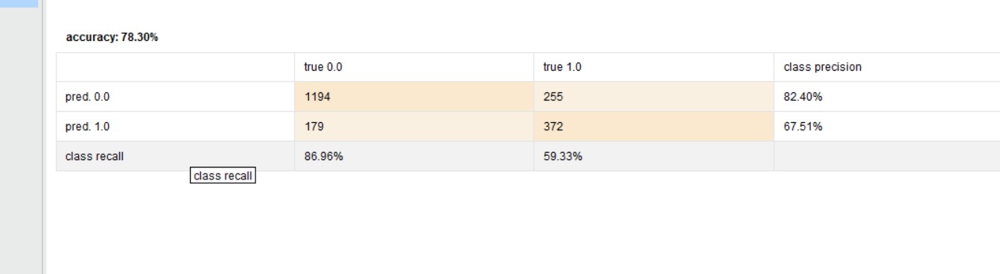 accuracy: 78.30%
true 0.0 true 1.0 class precision
pred. 0.0 1194 255 82.40%
pred. 1.0 179 372 67.51%
class recall 86.96% 59.33%
class recall